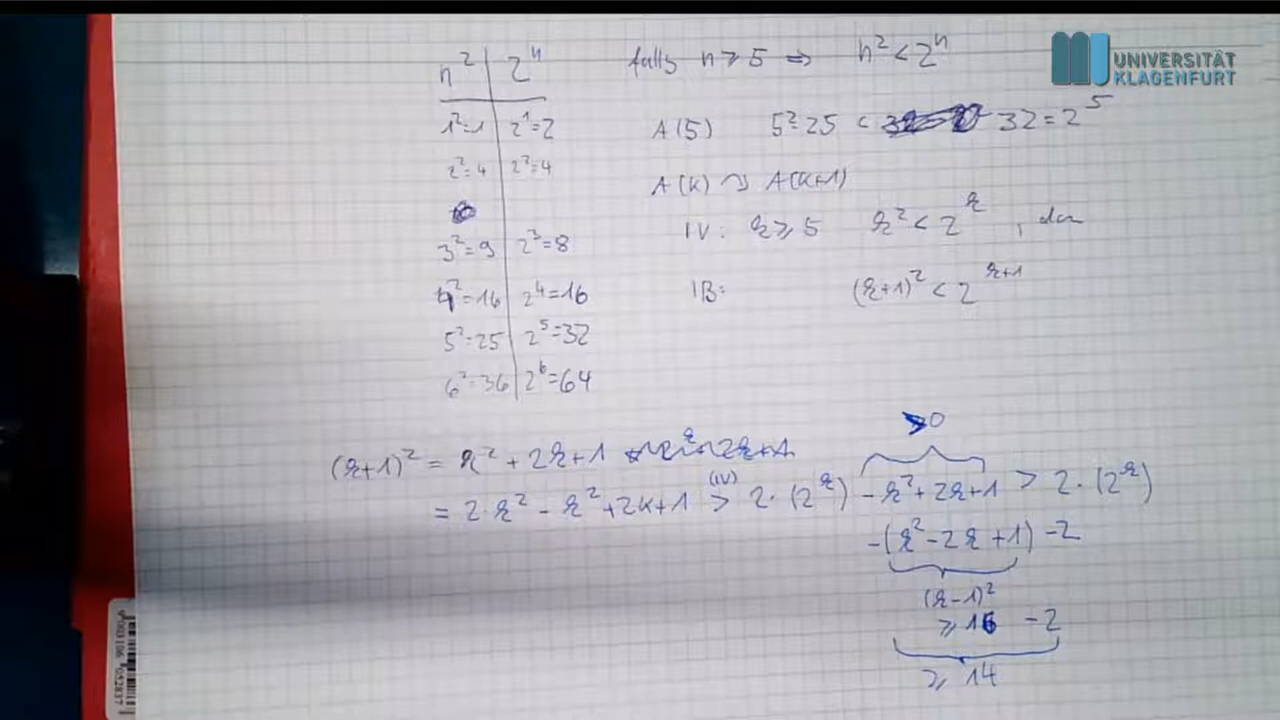 n² | 2ⁿ
1²=1 | 2¹=2
2²=4 | 2²=4
3²=9 | 2³=8
4²=16 | 2⁴=16
5²=25 | 2⁵=32
6²=36 | 2⁶=64
falls n ≥ 5 ⇒ n² < 2ⁿ
UNIVERSITÄT
KLAGENFURT
A(5) 5²=25 < 32 = 2⁵
A(k) ↝ A(k+1)
IV: k ≥ 5 k² < 2ᵏ , dann
IB: (k+1)² < 2ᵏ⁺¹
>0
(k+1)² = k² + 2k+1
= 2·k² - k² + 2k+1 >(IV) 2·(2ᵏ) -k² + 2k+1 > 2·(2ᵏ)
-(k² - 2k + 1) - 2
(k-1)²
≥ 16 - 2
≥ 14